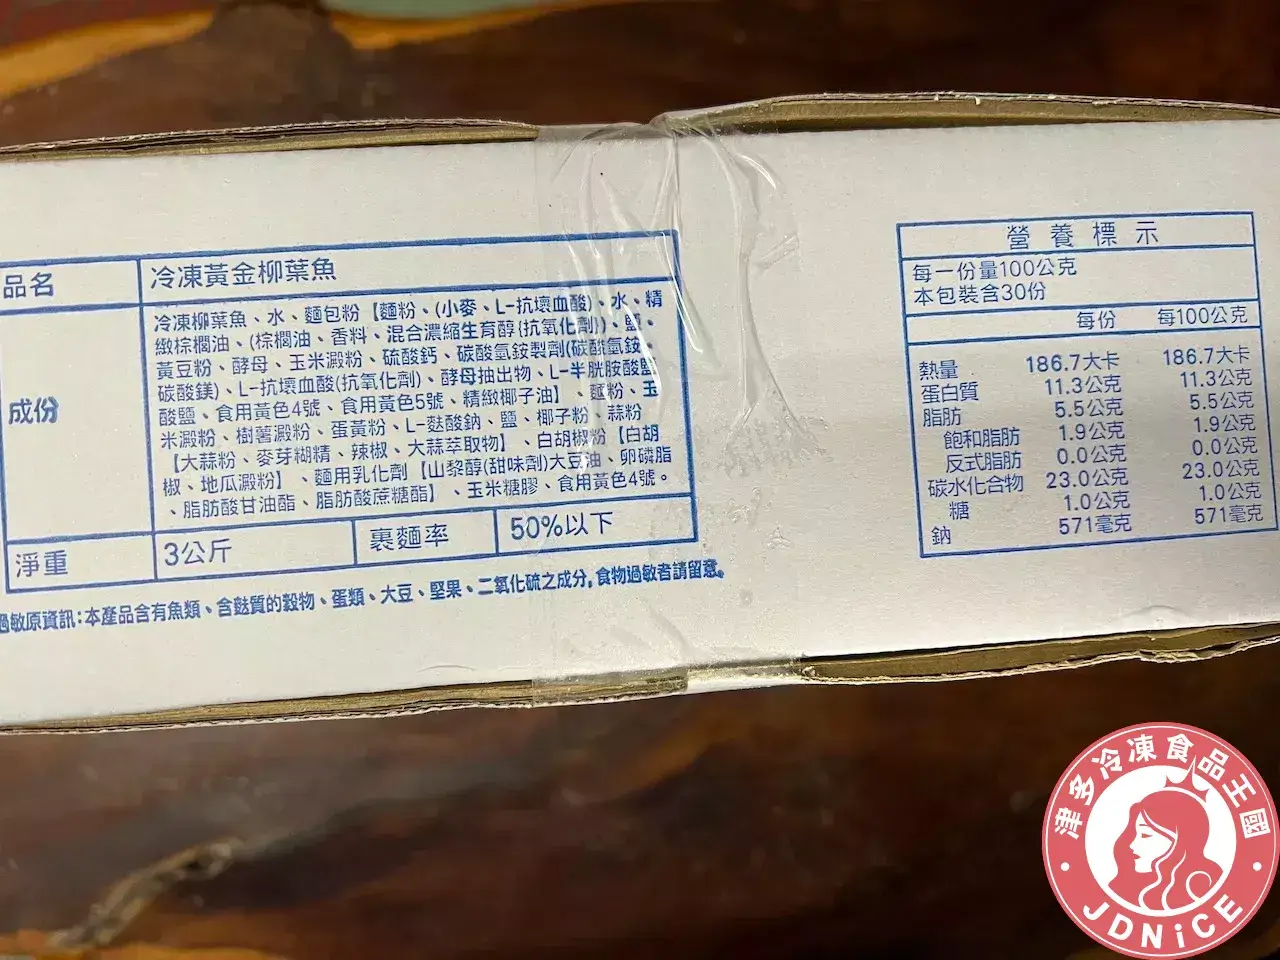 品名
冷凍黃金柳葉魚
成份
冷凍柳葉魚、水、麵包粉【麵粉、(小麥、L-抗壞血酸)、水、精
緻棕櫚油、(棕櫚油、香料、混合濃縮生育醇{抗氧化劑})、鹽、
黃豆粉、酵母、玉米澱粉、硫酸鈣、碳酸氫銨製劑(碳酸氫銨、
碳酸鎂)、L-抗壞血酸(抗氧化劑)、酵母抽出物、L-半胱胺酸鹽
酸鹽、食用黃色4號、食用黃色5號、精緻椰子油】、麵粉、玉
米澱粉、樹薯澱粉、蛋黃粉、L-麩酸鈉、鹽、椰子粉、蒜粉
【大蒜粉、麥芽糊精、辣椒、大蒜萃取物】、白胡椒粉【白胡
椒、地瓜澱粉】、麵用乳化劑【山梨醇(甜味劑)大豆油、卵磷脂
、脂肪酸甘油酯、脂肪酸蔗糖酯】、玉米糖膠、食用黃色4號。
淨重
3公斤
裹麵率
50%以下
過敏原資訊:本產品含有魚類、含麩質的穀物、蛋類、大豆、堅果、二氧化硫之成分,食物過敏者請留意。
營養標示
每一份量100公克
本包裝含30份
每份 每100公克
熱量 186.7大卡 186.7大卡
蛋白質 11.3公克 11.3公克
脂肪 5.5公克 5.5公克
飽和脂肪 1.9公克 1.9公克
反式脂肪 0.0公克 0.0公克
碳水化合物 23.0公克 23.0公克
糖 1.0公克 1.0公克
鈉 571毫克 571毫克
津多冷凍食品王國
JDNiCE